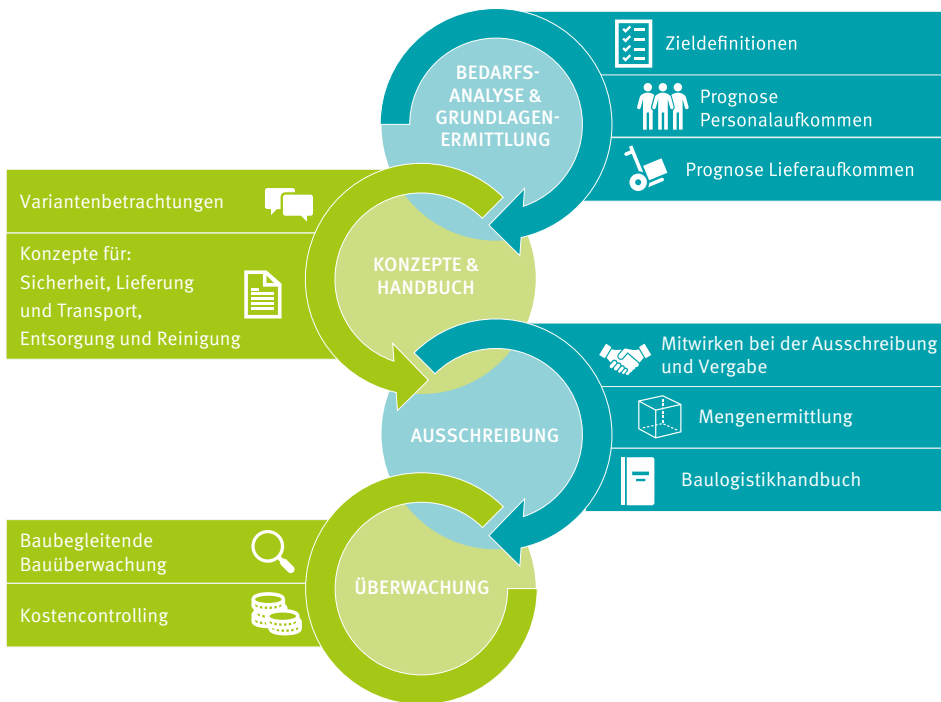 BEDARFS-
ANALYSE &
GRUNDLAGEN-
ERMITTLUNG
Zieldefinitionen
Prognose
Personalaufkommen
Prognose Lieferaufkommen
Variantenbetrachtungen
Konzepte für:
Sicherheit, Lieferung
und Transport,
Entsorgung und Reinigung
KONZEPTE &
HANDBUCH
AUSSCHREIBUNG
Mitwirken bei der Ausschreibung
und Vergabe
Mengenermittlung
Baulogistikhandbuch
Baubegleitende
Bauüberwachung
Kostencontrolling
ÜBERWACHUNG